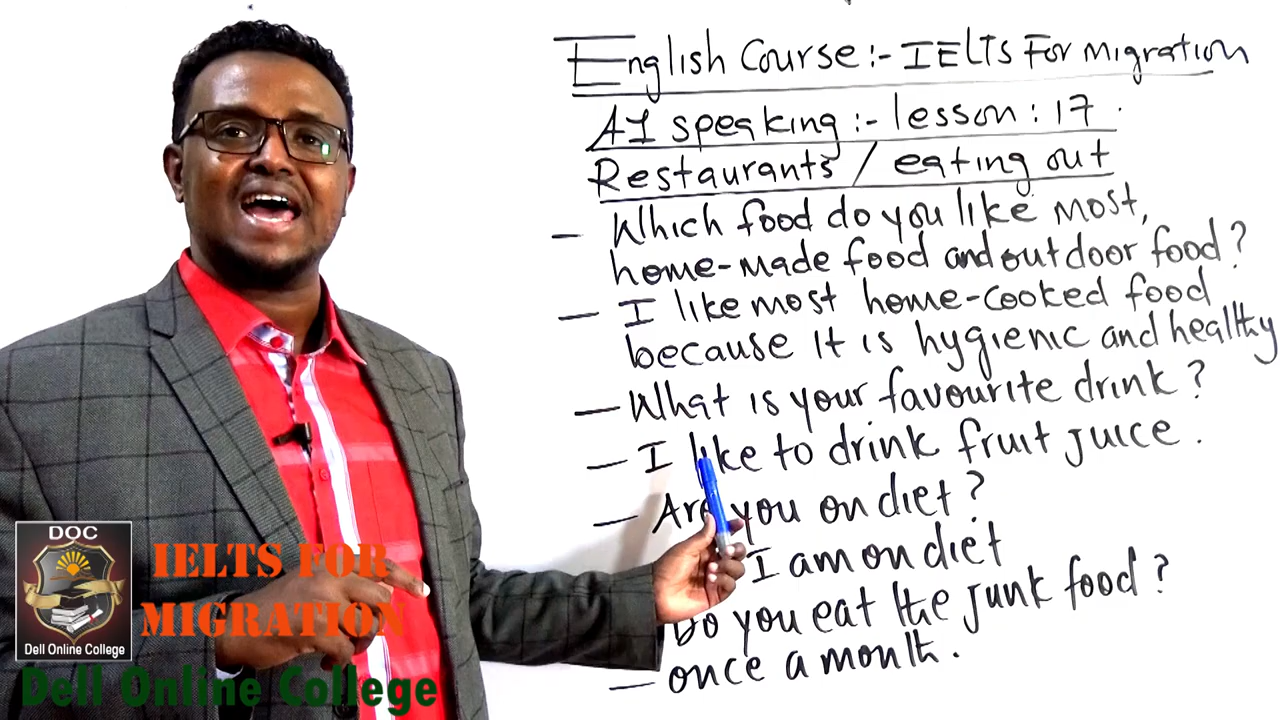 English Course:- IELTS For Migration
AI speaking:- lesson: 17
Restaurants / eating out
- Which food do you like most,
home-made food and outdoor food?
- I like most home-cooked food
because it is hygienic and healthy
- What is your favourite drink?
- I like to drink fruit juice.
- Are you on diet?
I am on diet
Do you eat the junk food?
- once a month.
DOC
Dell Online College
IELTS FOR
MIGRATION
Dell Online College